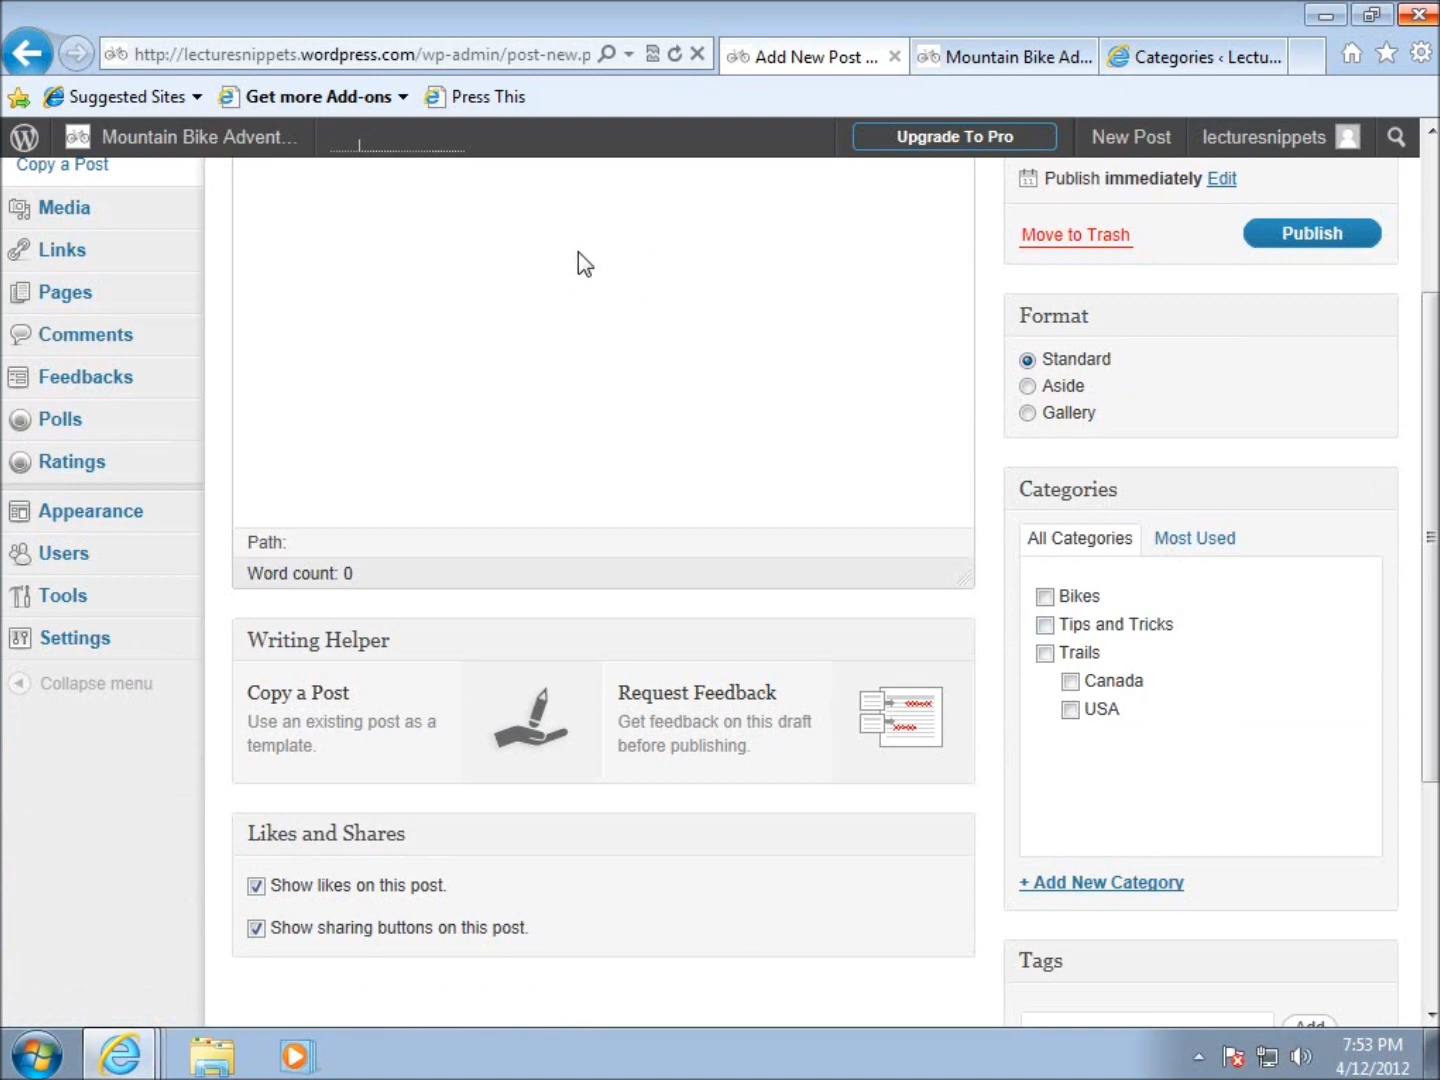 http://lecturesnippets.wordpress.com/wp-admin/post-new.p
Add New Post ...
Mountain Bike Ad...
Categories ‹ Lectu...
Suggested Sites
Get more Add-ons
Press This
Mountain Bike Advent...
Upgrade To Pro
New Post
lecturesnippets
Copy a Post
Media
Links
Pages
Comments
Feedbacks
Polls
Ratings
Appearance
Users
Tools
Settings
Collapse menu
Path:
Word count: 0
Writing Helper
Copy a Post
Use an existing post as a
template.
Request Feedback
Get feedback on this draft
before publishing.
Likes and Shares
Show likes on this post.
Show sharing buttons on this post.
Publish immediately Edit
Move to Trash
Publish
Format
Standard
Aside
Gallery
Categories
All Categories
Most Used
Bikes
Tips and Tricks
Trails
Canada
USA
+ Add New Category
Tags
Add
7:53 PM
4/12/2012